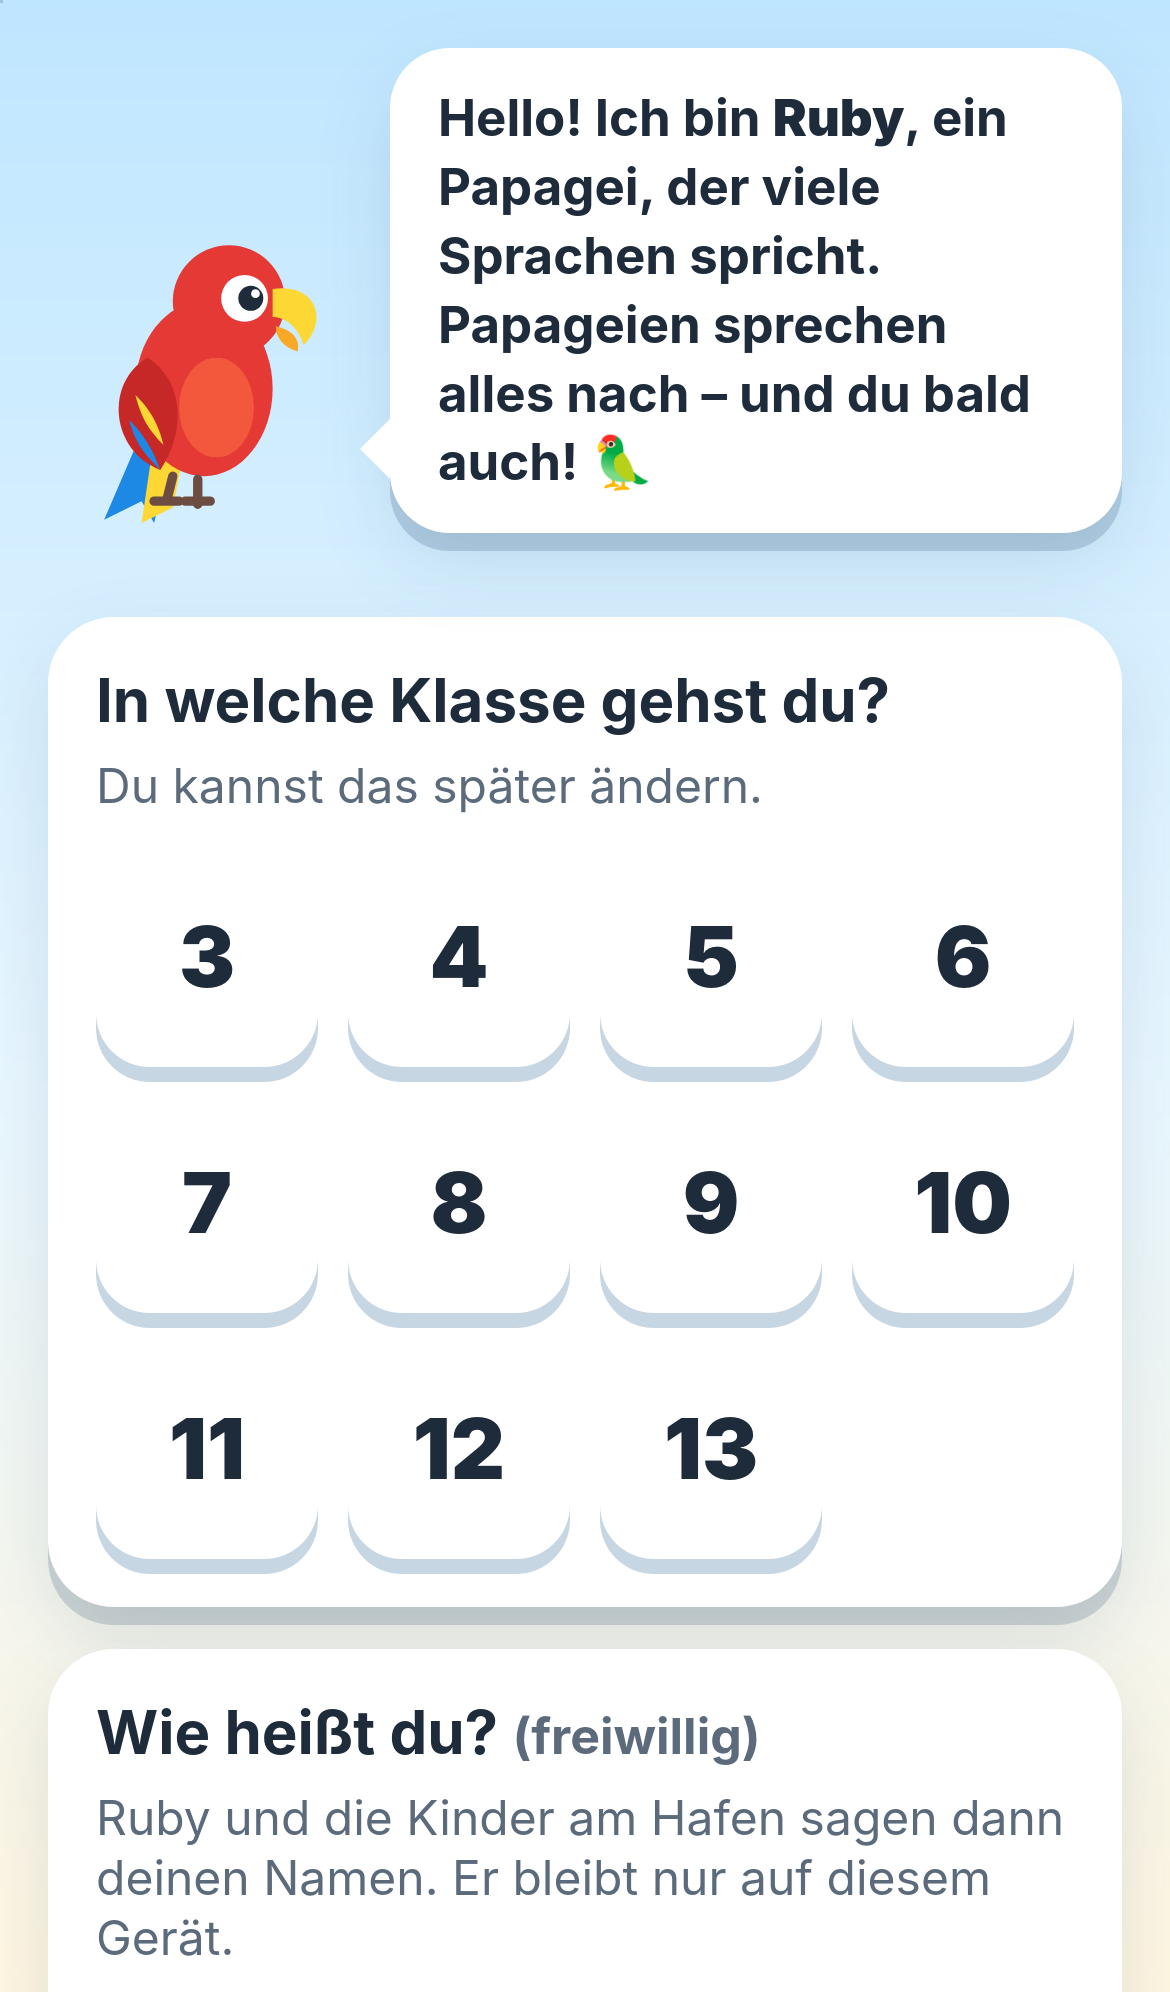 Hello! Ich bin Ruby, ein
Papagei, der viele
Sprachen spricht.
Papageien sprechen
alles nach – und du bald
auch! 🦜
In welche Klasse gehst du?
Du kannst das später ändern.
3 4 5 6
7 8 9 10
11 12 13
Wie heißt du? (freiwillig)
Ruby und die Kinder am Hafen sagen dann
deinen Namen. Er bleibt nur auf diesem
Gerät.